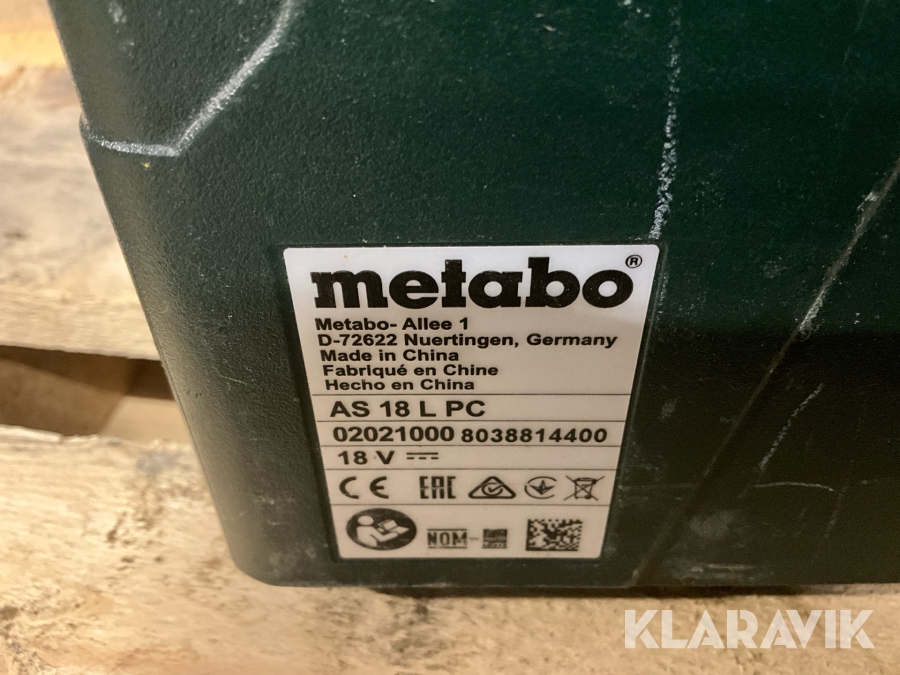 metabo®
Metabo- Allee 1
D-72622 Nuertingen, Germany
Made in China
Fabriqué en Chine
Hecho en China
AS 18 L PC
02021000 8038814400
18 V
CE EAC
NOM-
KLARAVIK